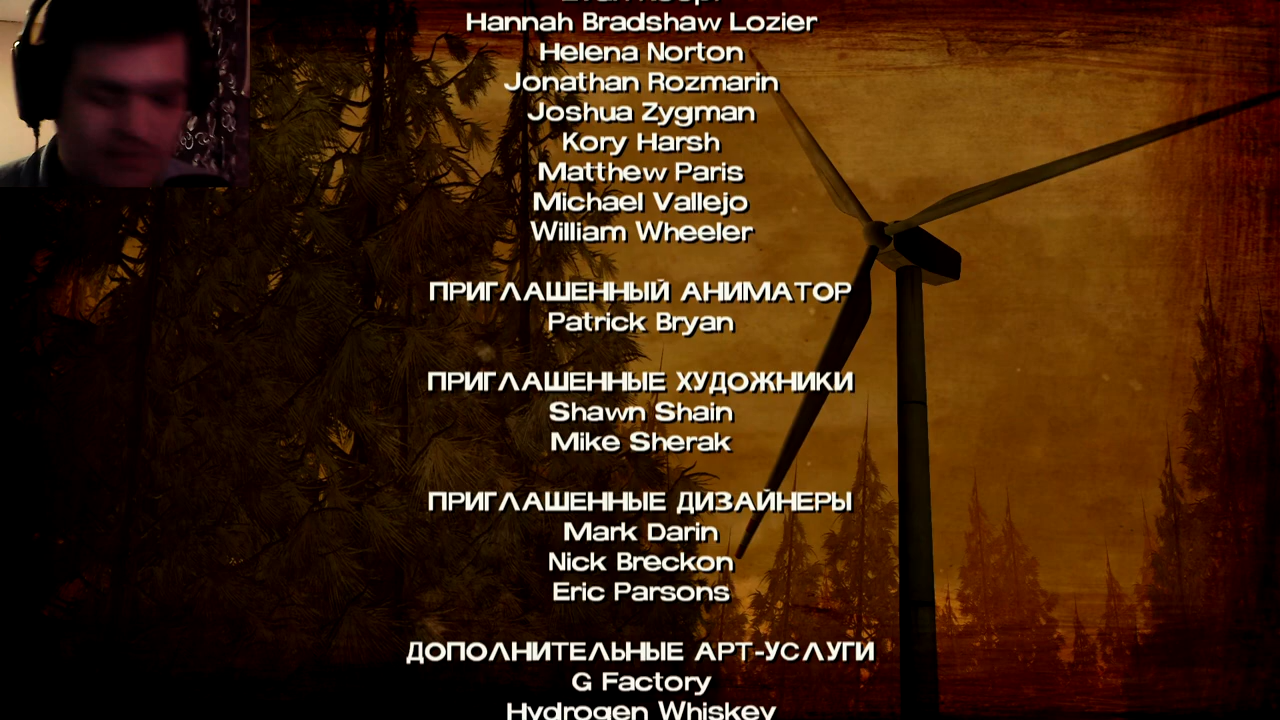 Hannah Bradshaw Lozier
Helena Norton
Jonathan Rozmarin
Joshua Zygman
Kory Harsh
Matthew Paris
Michael Vallejo
William Wheeler
ПРИГЛАШЕННЫЙ АНИМАТОР
Patrick Bryan
ПРИГЛАШЕННЫЕ ХУДОЖНИКИ
Shawn Shain
Mike Sherak
ПРИГЛАШЕННЫЕ ДИЗАЙНЕРЫ
Mark Darin
Nick Breckon
Eric Parsons
ДОПОЛНИТЕЛЬНЫЕ АРТ-УСЛУГИ
G Factory
Hydrogen Whiskey